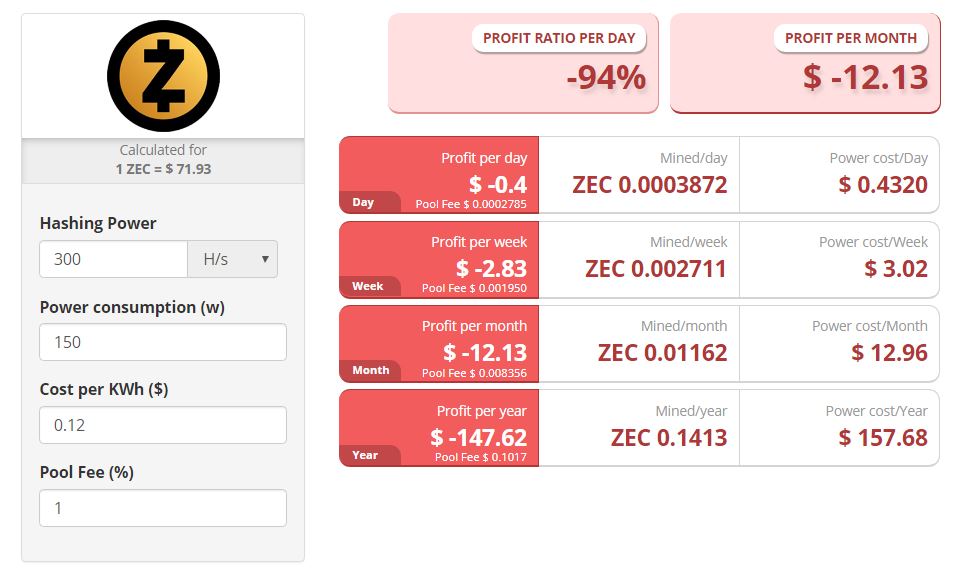 Calculated for
1 ZEC = $ 71.93
Hashing Power
300 H/s
Power consumption (w)
150
Cost per KWh ($)
0.12
Pool Fee (%)
1
PROFIT RATIO PER DAY
-94%
PROFIT PER MONTH
$ -12.13
Profit per day
$ -0.4
Day
Pool Fee $ 0.0002785
Mined/day
ZEC 0.0003872
Power cost/Day
$ 0.4320
Profit per week
$ -2.83
Week
Pool Fee $ 0.001950
Mined/week
ZEC 0.002711
Power cost/Week
$ 3.02
Profit per month
$ -12.13
Month
Pool Fee $ 0.008356
Mined/month
ZEC 0.01162
Power cost/Month
$ 12.96
Profit per year
$ -147.62
Year
Pool Fee $ 0.1017
Mined/year
ZEC 0.1413
Power cost/Year
$ 157.68